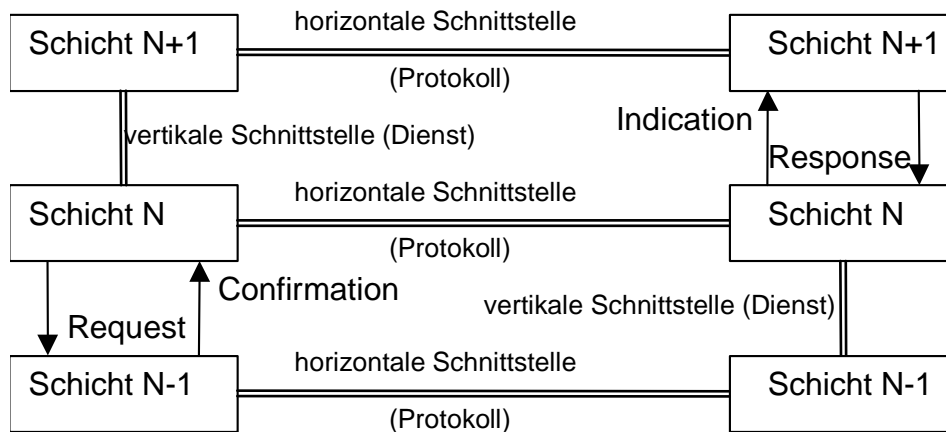 horizontale Schnittstelle
Schicht N+1
Schicht N+1
(Protokoll)
Indication
vertikale Schnittstelle (Dienst)
Response
horizontale Schnittstelle
Schicht N
Schicht N
(Protokoll)
Confirmation
vertikale Schnittstelle (Dienst)
Request
horizontale Schnittstelle
Schicht N-1
Schicht N-1
(Protokoll)